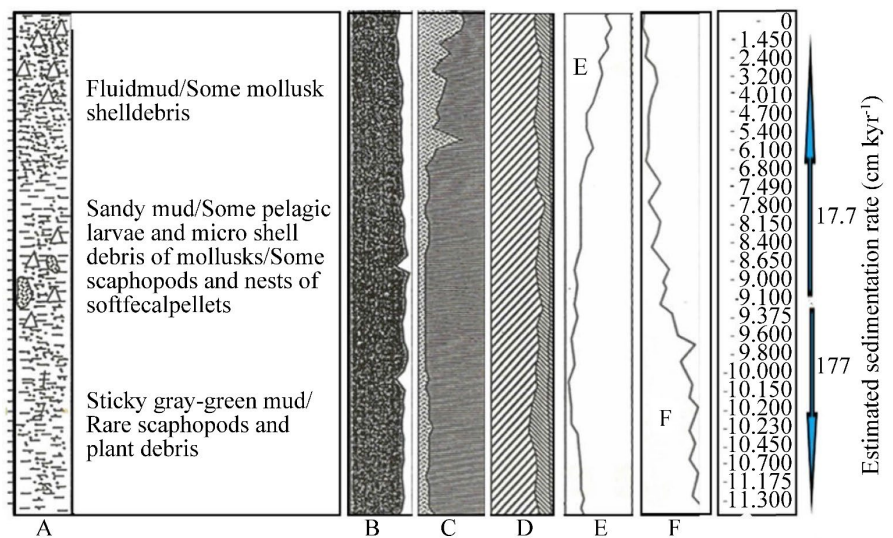 Fluidmud/Some mollusk
shelldebris
Sandy mud/Some pelagic
larvae and micro shell
debris of mollusks/Some
scaphopods and nests of
softfecalpellets
Sticky gray-green mud/
Rare scaphopods and
plant debris
E
F
0
1.450
2.400
3.200
4.010
4.700
5.400
6.100
6.800
7.490
7.800
8.150
8.400
8.650
9.000
9.100
9.375
9.600
9.800
10.000
10.150
10.200
10.230
10.450
10.700
11.175
11.300
17.7
177
Estimated sedimentation rate (cm kyr⁻¹)
A B C D E F